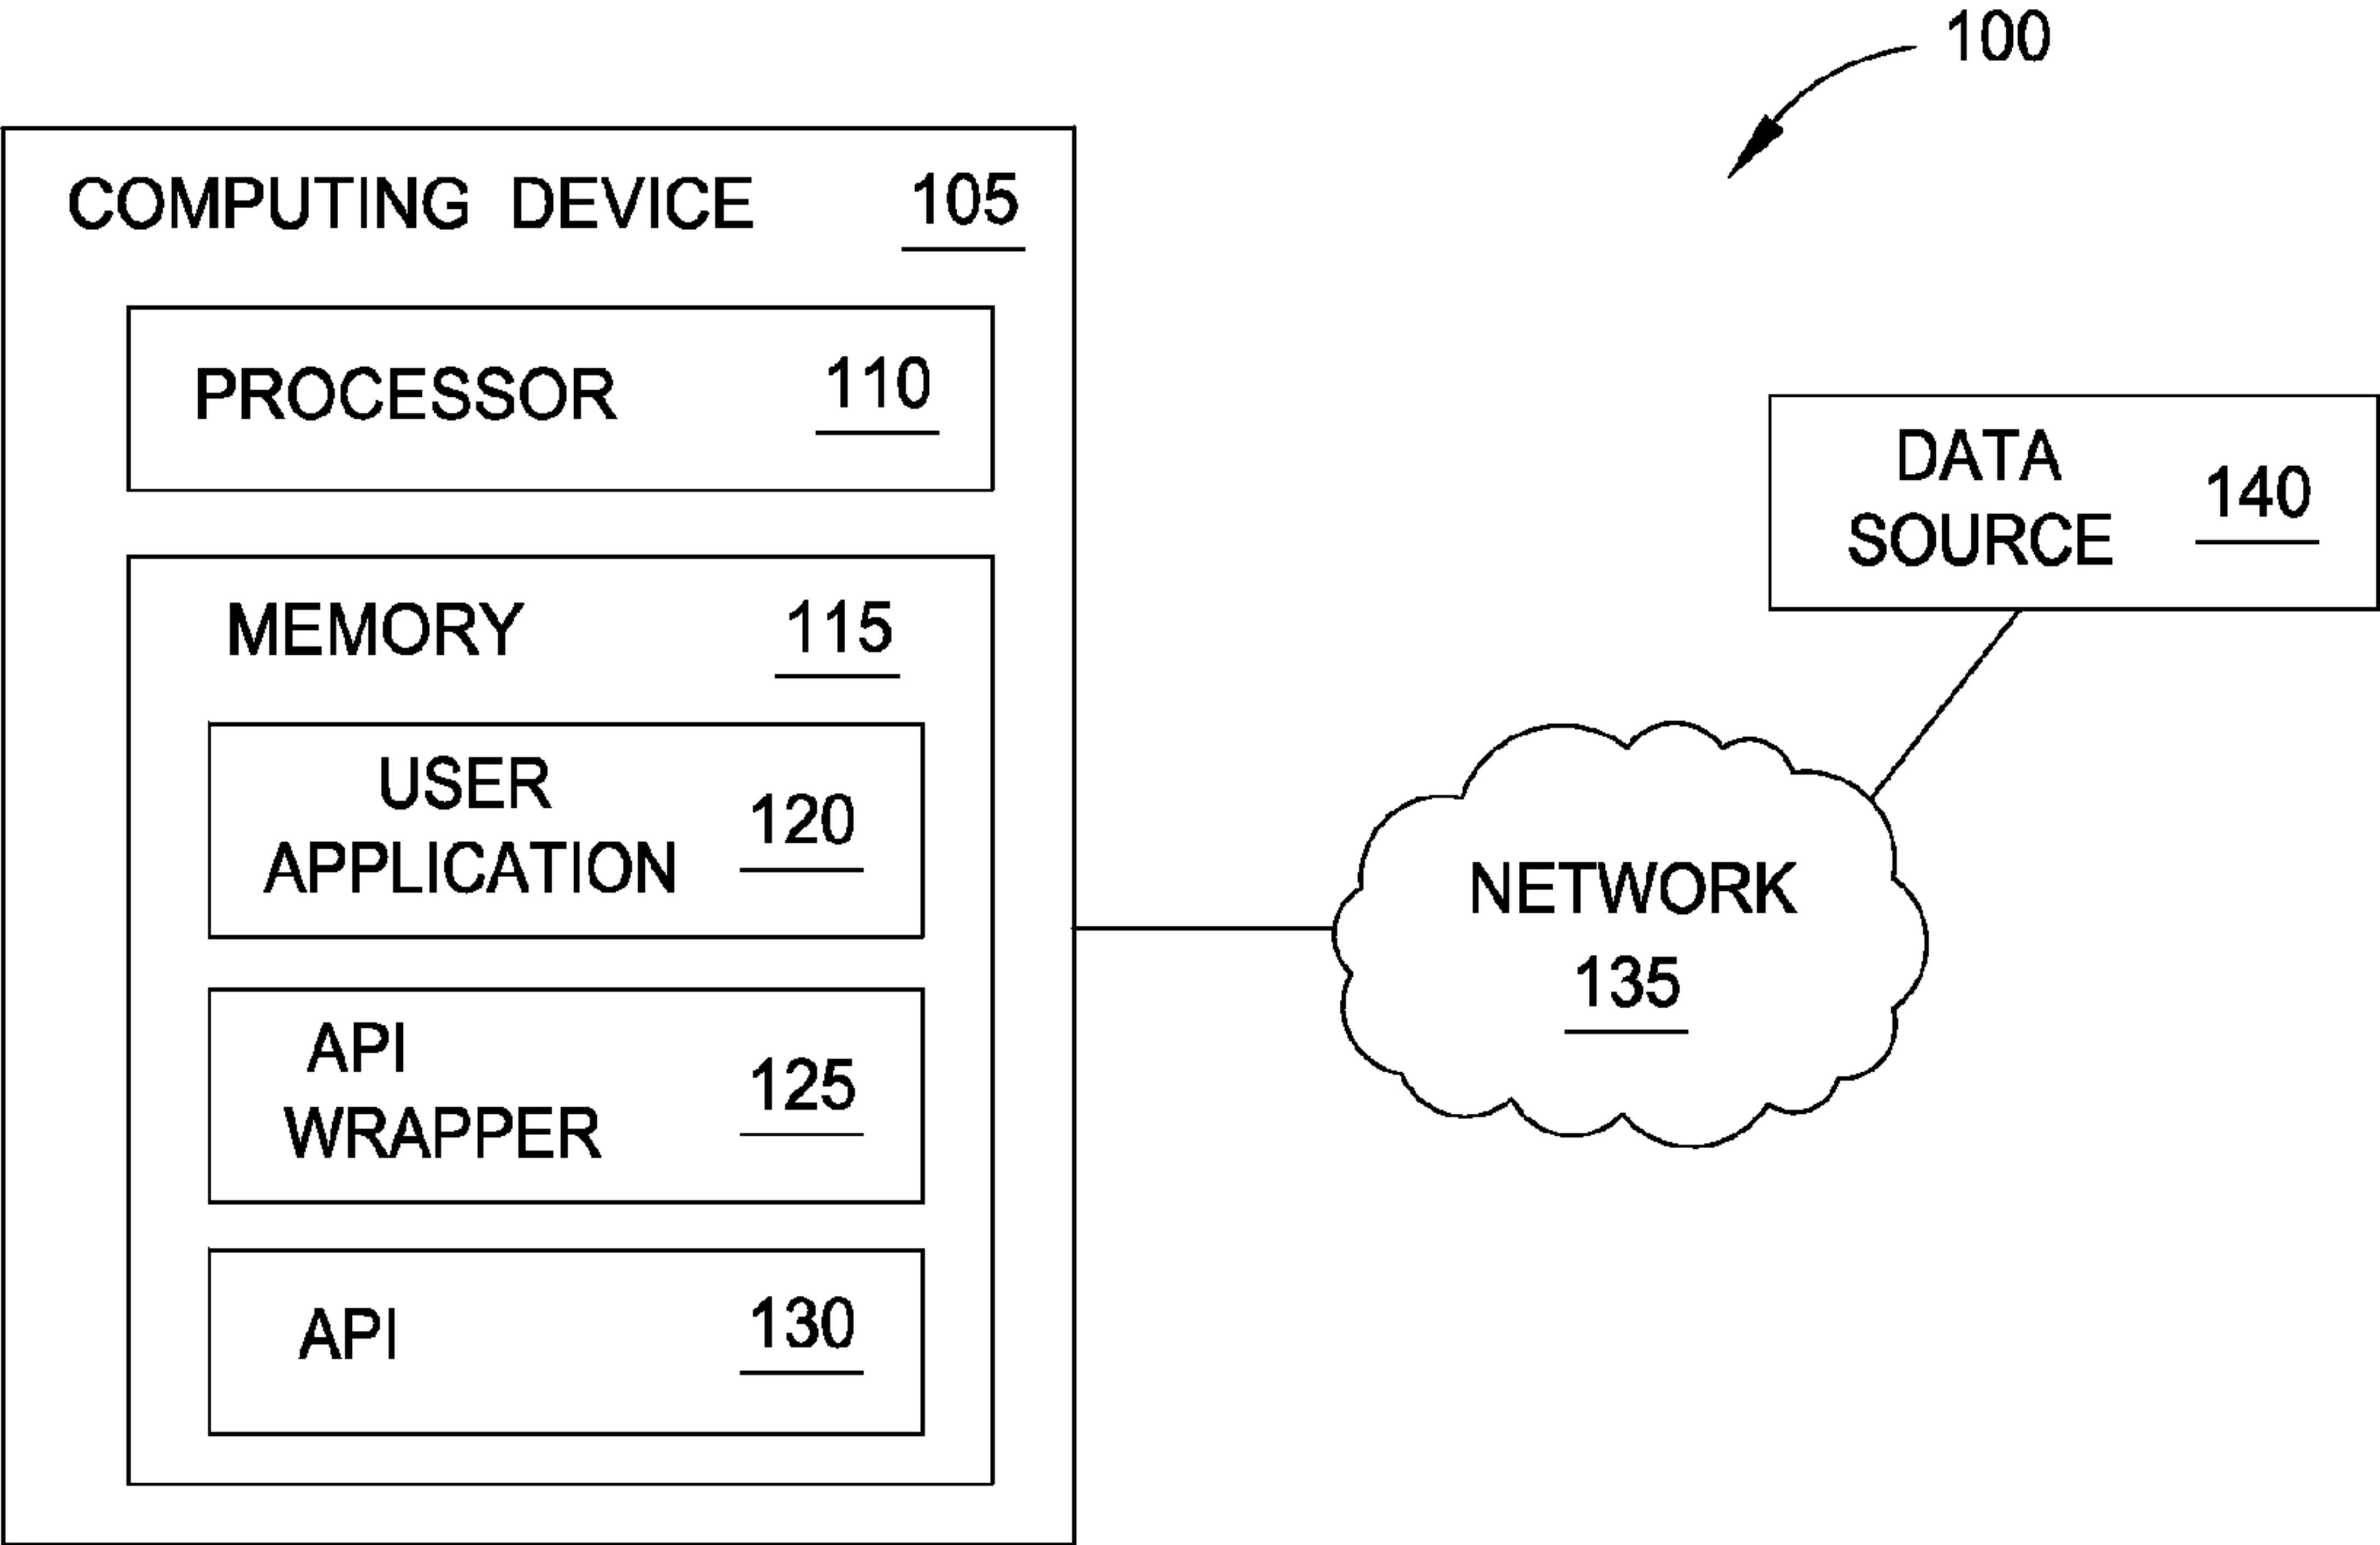 100
COMPUTING DEVICE 105
PROCESSOR 110
MEMORY 115
USER
APPLICATION 120
API
WRAPPER 125
API 130
NETWORK
135
DATA
SOURCE 140